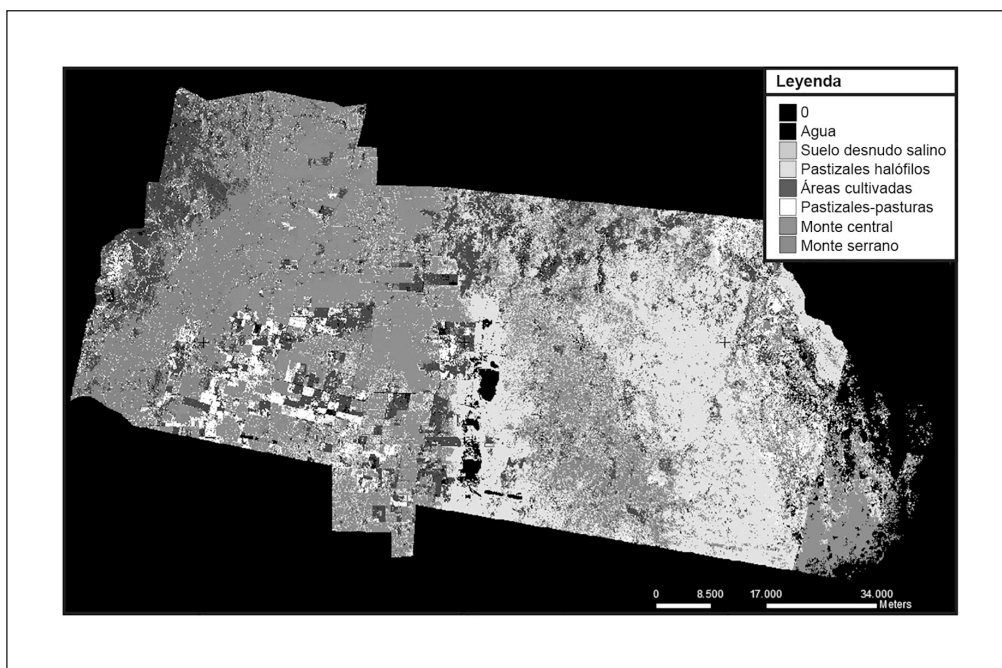 Leyenda
0
Agua
Suelo desnudo salino
Pastizales halófilos
Áreas cultivadas
Pastizales-pasturas
Monte central
Monte serrano
0 8.500 17.000 34.000
Meters